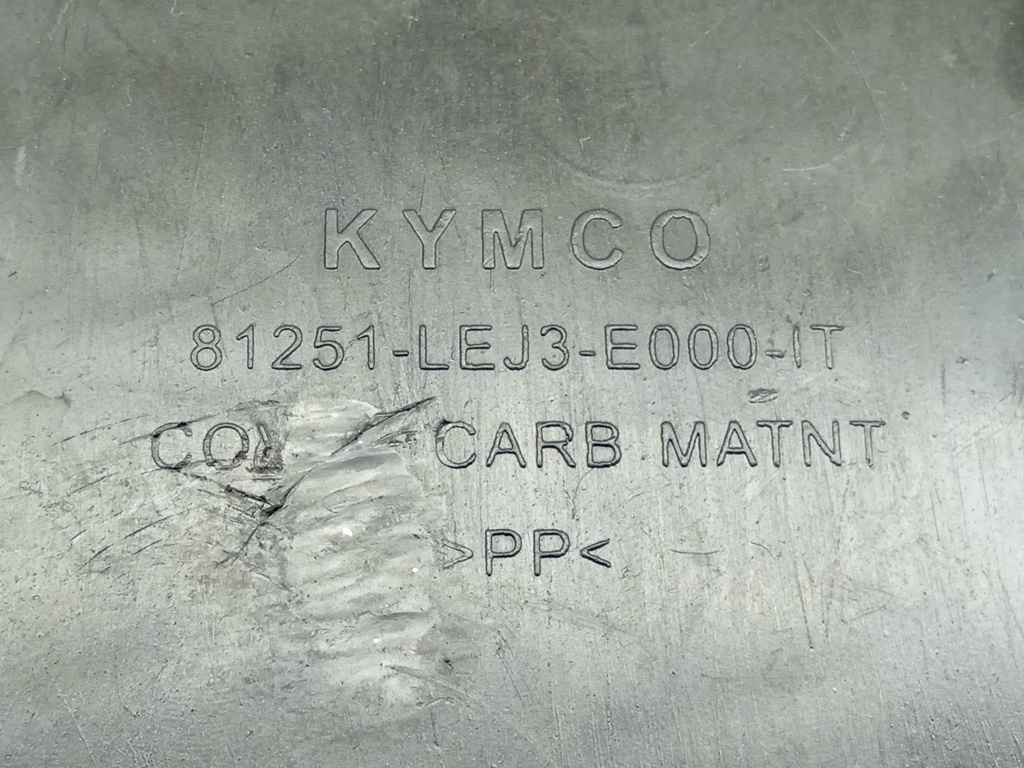 KYMCO
81251-LEJ3-E000-IT
CARB MATNT
>PP<